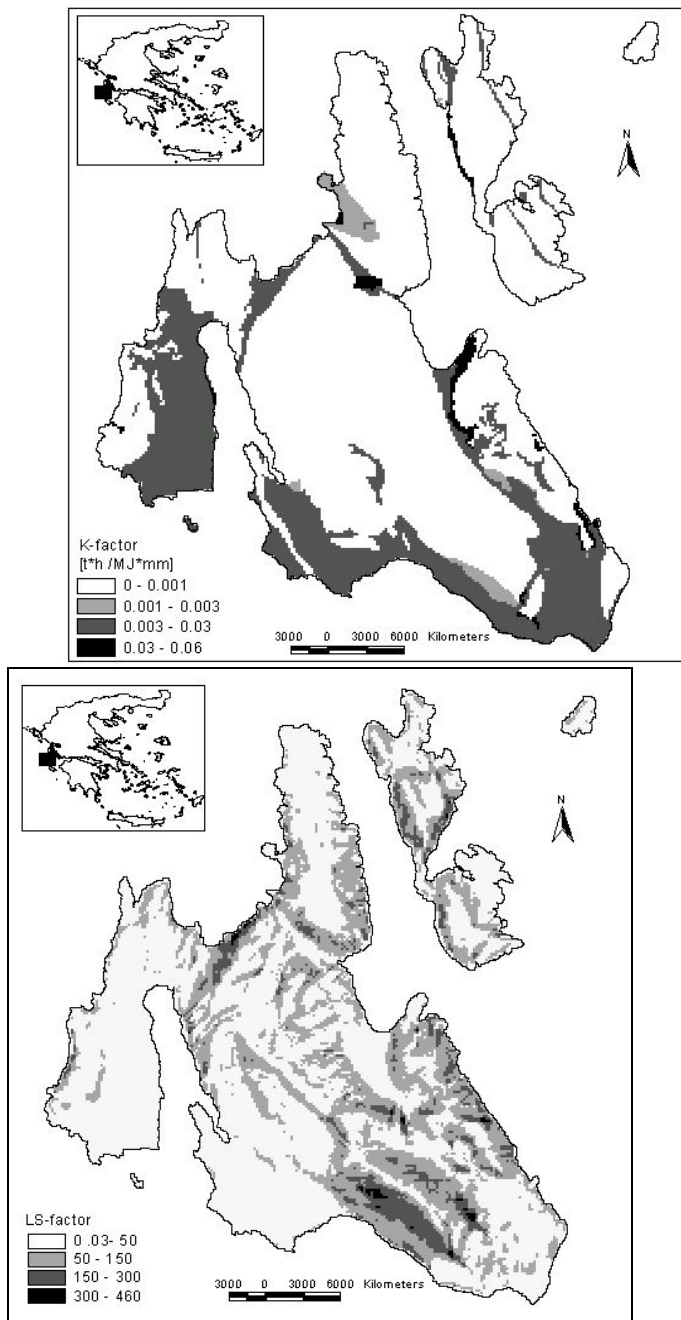 N
K-factor
[t*h /MJ*mm]
0 - 0.001
0.001 - 0.003
0.003 - 0.03
0.03 - 0.06
3000 0 3000 6000 Kilometers
N
LS-factor
0 .03- 50
50 - 150
150 - 300
300 - 460
3000 0 3000 6000 Kilometers